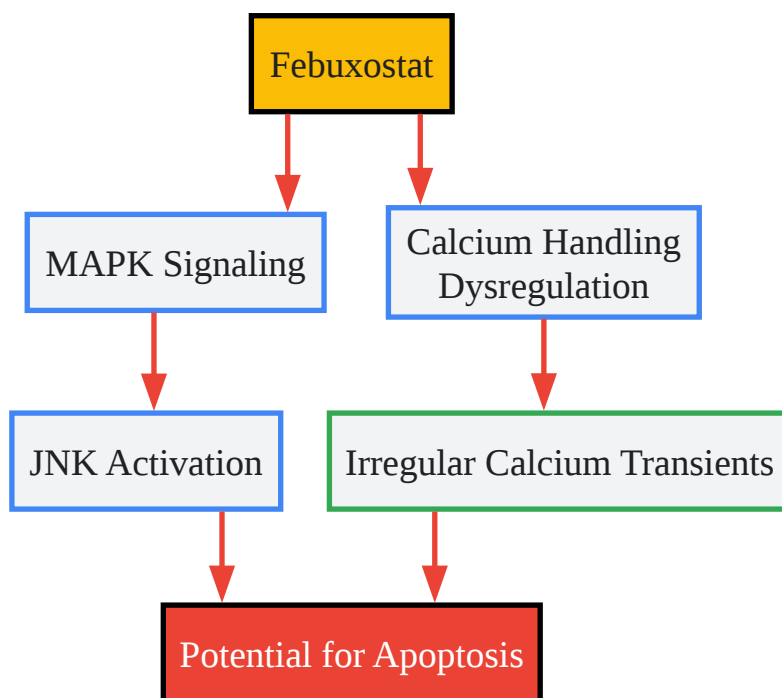 Febuxostat
MAPK Signaling
Calcium Handling
Dysregulation
JNK Activation
Irregular Calcium Transients
Potential for Apoptosis